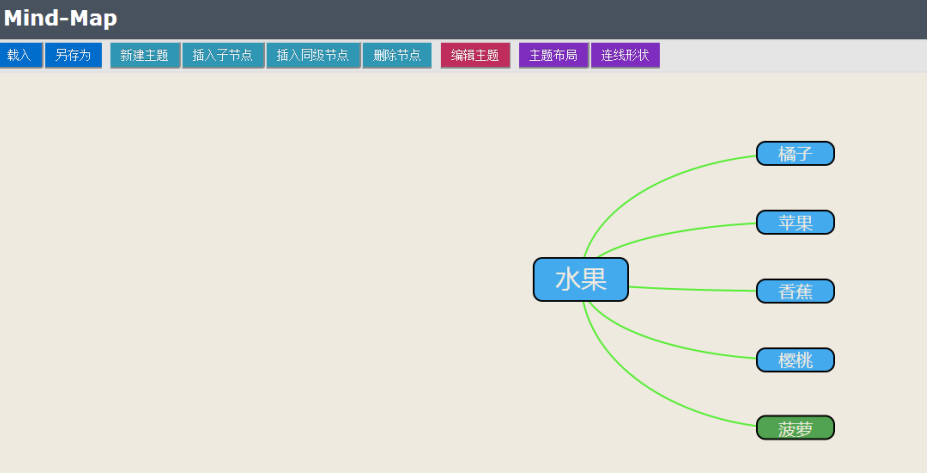 Mind-Map
载入 另存为 新建主题 插入子节点 插入同级节点 删除节点 编辑主题 主题布局 连线形状
橘子
苹果
水果
香蕉
樱桃
菠萝